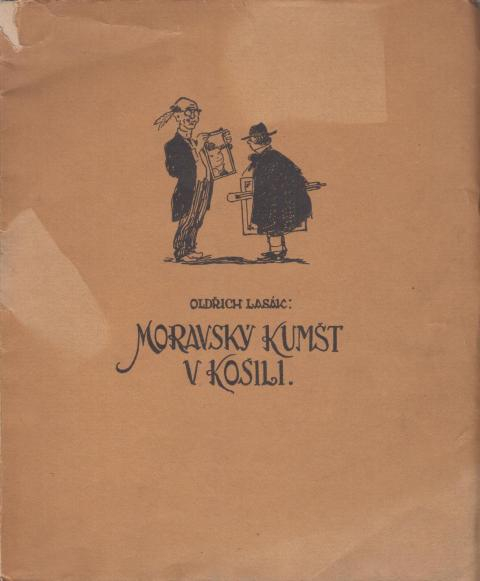 OLDŘICH LASÁK:
MORAVSKÝ KUMŠT
V KOŠILI.